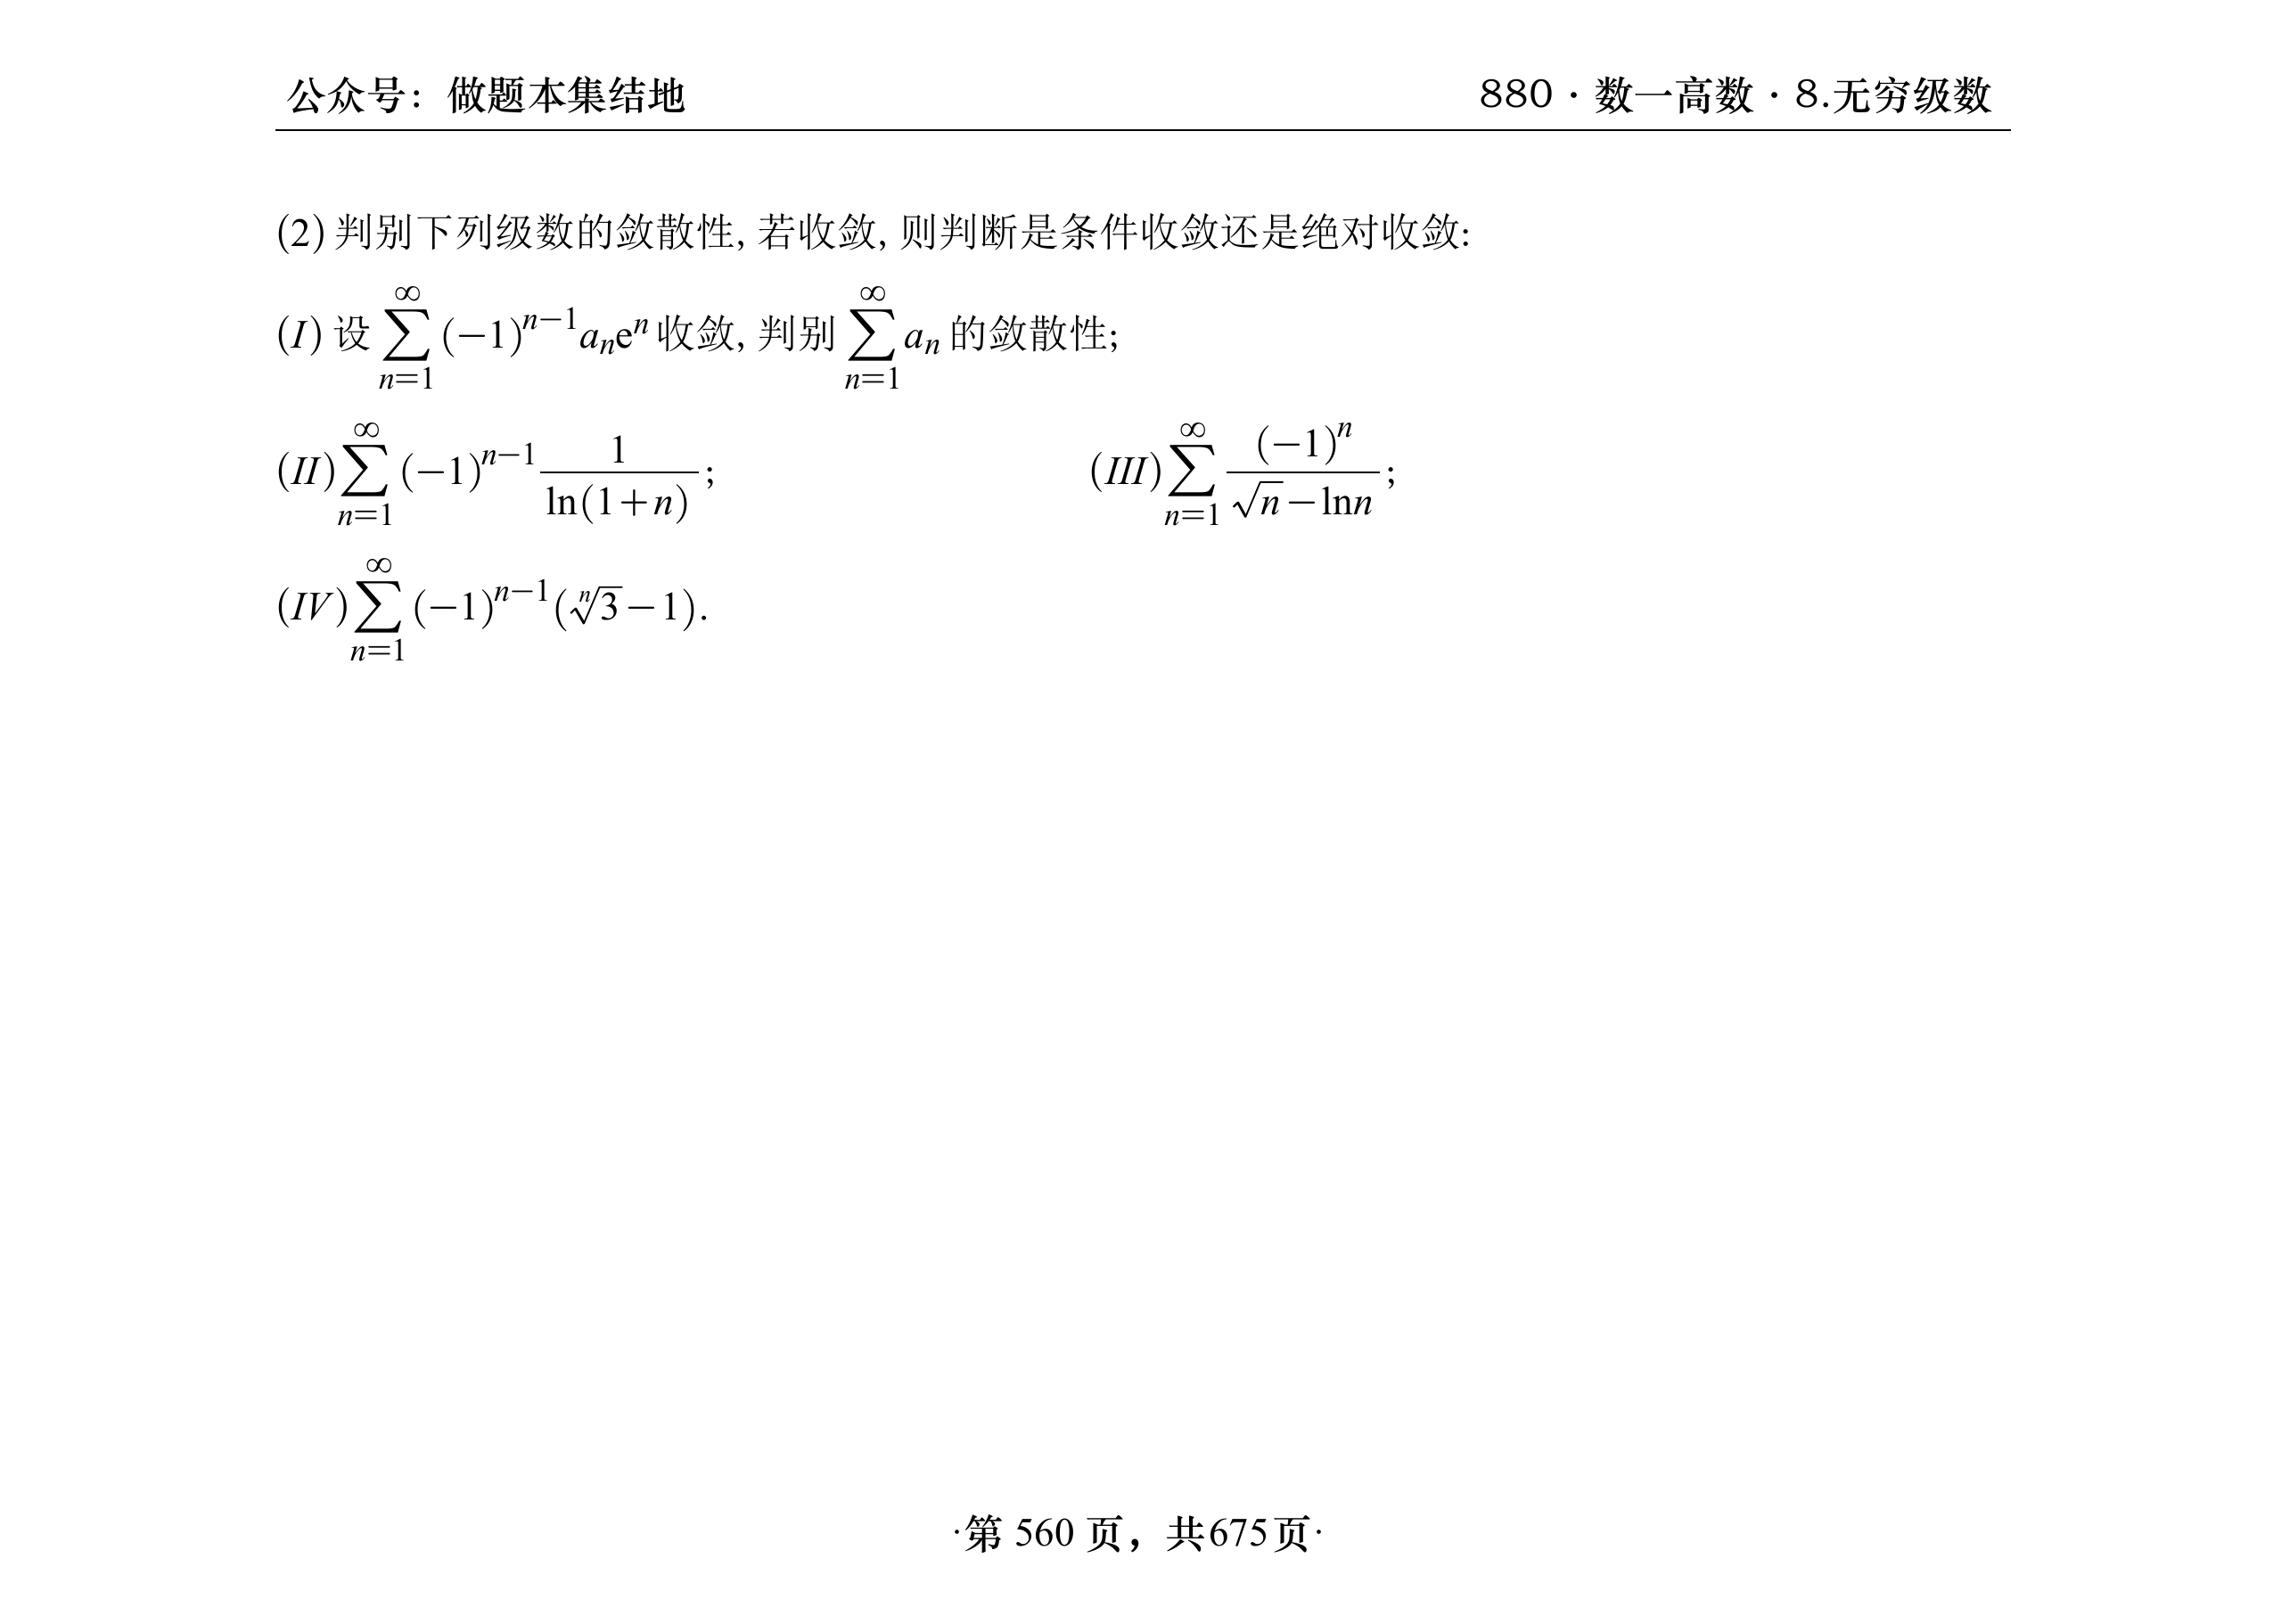 公众号：做题本集结地 880 · 数一高数 · 8.无穷级数
(2) 判别下列级数的敛散性, 若收敛, 则判断是条件收敛还是绝对收敛:
(I) 设 $\sum_{n=1}^{\infty} (-1)^{n-1} a_n \mathrm{e}^n$ 收敛, 判别 $\sum_{n=1}^{\infty} a_n$ 的敛散性;
(II) $\sum_{n=1}^{\infty} (-1)^{n-1} \frac{1}{\ln(1+n)}$; (III) $\sum_{n=1}^{\infty} \frac{(-1)^n}{\sqrt{n}-\ln n}$;
(IV) $\sum_{n=1}^{\infty} (-1)^{n-1} (\sqrt[n]{3}-1)$.
·第 560 页，共675页·